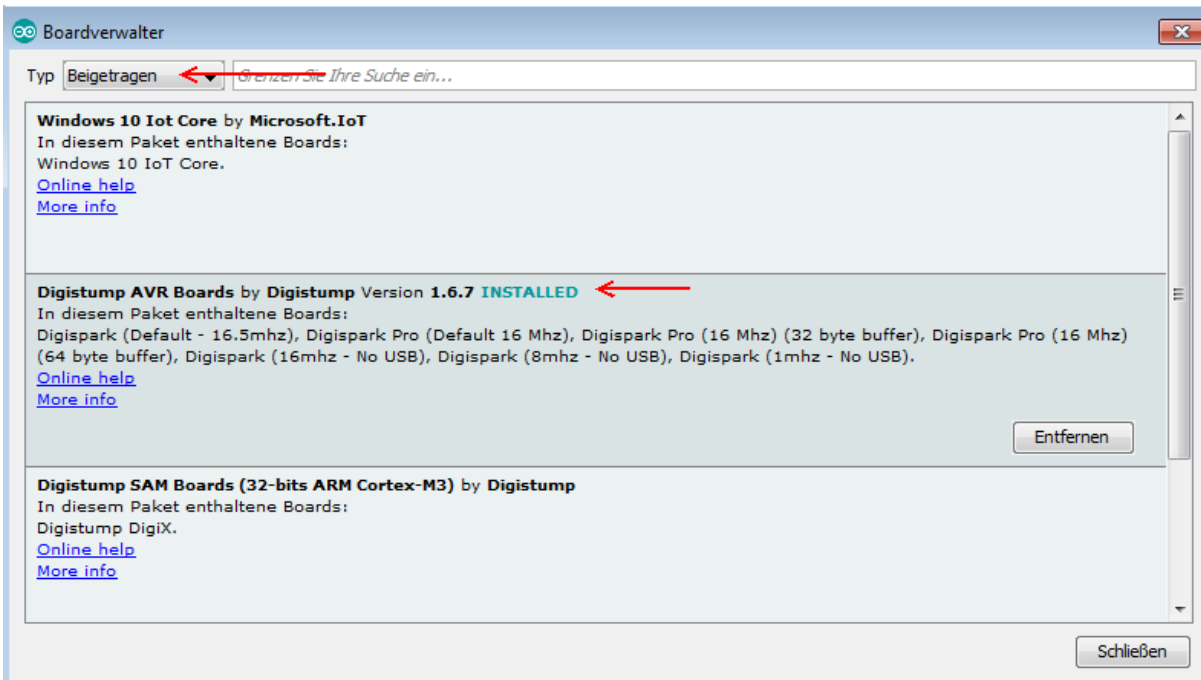 Boardverwalter
Typ Beigetragen Grenzen Sie Ihre Suche ein...
Windows 10 Iot Core by Microsoft.IoT
In diesem Paket enthaltene Boards:
Windows 10 IoT Core.
Online help
More info
Digistump AVR Boards by Digistump Version 1.6.7 INSTALLED
In diesem Paket enthaltene Boards:
Digispark (Default - 16.5mhz), Digispark Pro (Default 16 Mhz), Digispark Pro (16 Mhz) (32 byte buffer), Digispark Pro (16 Mhz)
(64 byte buffer), Digispark (16mhz - No USB), Digispark (8mhz - No USB), Digispark (1mhz - No USB).
Online help
More info
Entfernen
Digistump SAM Boards (32-bits ARM Cortex-M3) by Digistump
In diesem Paket enthaltene Boards:
Digistump DigiX.
Online help
More info
Schließen